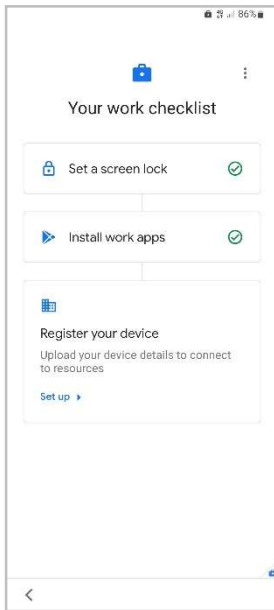 86%
Your work checklist
Set a screen lock
Install work apps
Register your device
Upload your device details to connect
to resources
Set up